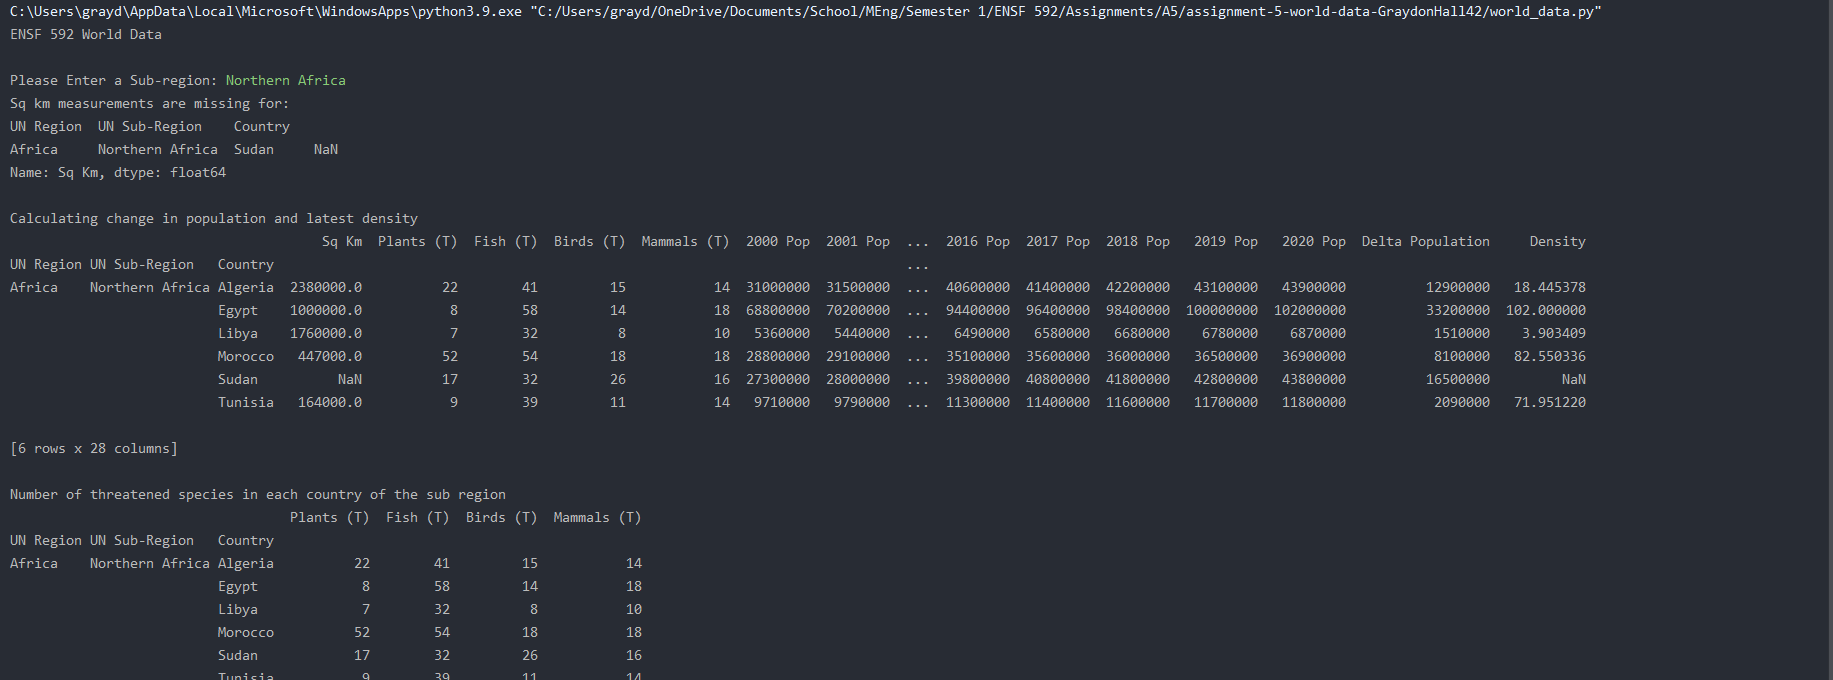 C:\Users\grayd\AppData\Local\Microsoft\WindowsApps\python3.9.exe "C:/Users/grayd/OneDrive/Documents/School/MEng/Semester 1/ENSF 592/Assignments/A5/assignment-5-world-data-GraydonHall42/world_data.py"
ENSF 592 World Data
Please Enter a Sub-region: Northern Africa
Sq km measurements are missing for:
UN Region  UN Sub-Region    Country
Africa     Northern Africa  Sudan     NaN
Name: Sq Km, dtype: float64
Calculating change in population and latest density
                                       Sq Km  Plants (T)  Fish (T)  Birds (T)  Mammals (T)  2000 Pop  2001 Pop  ...  2016 Pop  2017 Pop  2018 Pop   2019 Pop   2020 Pop  Delta Population     Density
UN Region UN Sub-Region   Country                                                                               ...
Africa    Northern Africa Algeria  2380000.0          22        41         15           14  31000000  31500000  ...  40600000  41400000  42200000   43100000   43900000          12900000   18.445378
                          Egypt    1000000.0           8        58         14           18  68800000  70200000  ...  94400000  96400000  98400000  100000000  102000000          33200000  102.000000
                          Libya    1760000.0           7        32          8           10   5360000   5440000  ...   6490000   6580000   6680000    6780000    6870000           1510000    3.903409
                          Morocco   447000.0          52        54         18           18  28800000  29100000  ...  35100000  35600000  36000000   36500000   36900000           8100000   82.550336
                          Sudan          NaN          17        32         26           16  27300000  28000000  ...  39800000  40800000  41800000   42800000   43800000          16500000         NaN
                          Tunisia   164000.0           9        39         11           14   9710000   9790000  ...  11300000  11400000  11600000   11700000   11800000           2090000   71.951220
[6 rows x 28 columns]
Number of threatened species in each country of the sub region
                                   Plants (T)  Fish (T)  Birds (T)  Mammals (T)
UN Region UN Sub-Region   Country
Africa    Northern Africa Algeria          22        41         15           14
                          Egypt             8        58         14           18
                          Libya             7        32          8           10
                          Morocco          52        54         18           18
                          Sudan            17        32         26           16
                          Tunisia           9        39         11           14